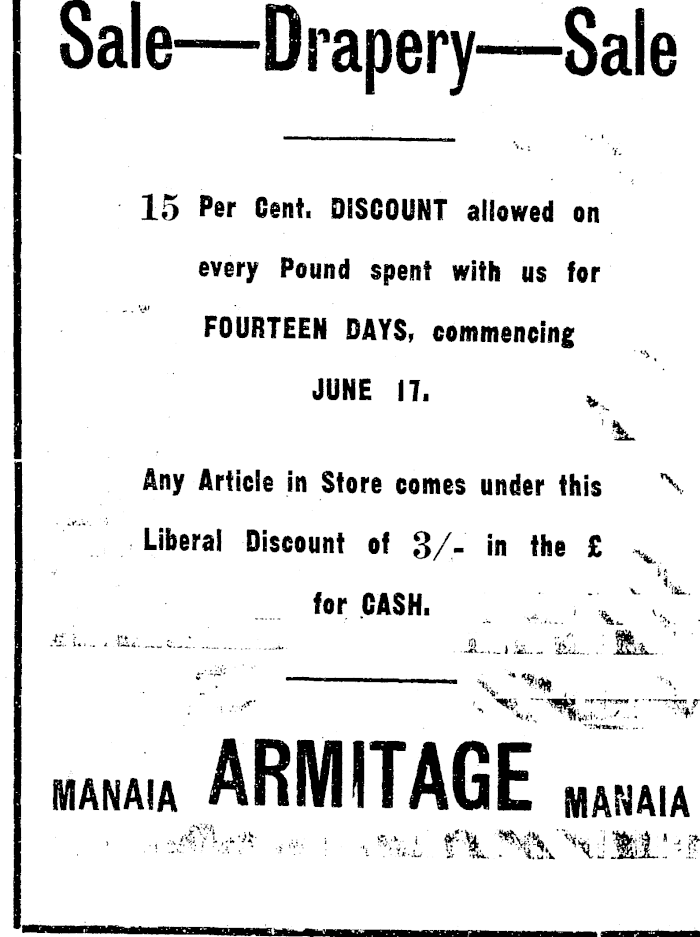 Sale—Drapery—Sale
15 Per Cent. DISCOUNT allowed on
every Pound spent with us for
FOURTEEN DAYS, commencing
JUNE 17.
Any Article in Store comes under this
Liberal Discount of 3/- in the £
for CASH.
MANAIA ARMITAGE MANAIA